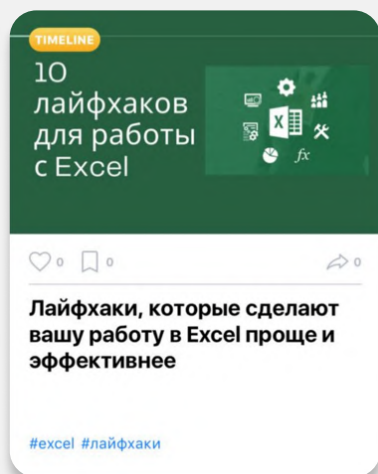 TIMELINE
10
лайфхаков
для работы
с Excel
X
fx
0 0 0
Лайфхаки, которые сделают
вашу работу в Excel проще и
эффективнее
#excel #лайфхаки